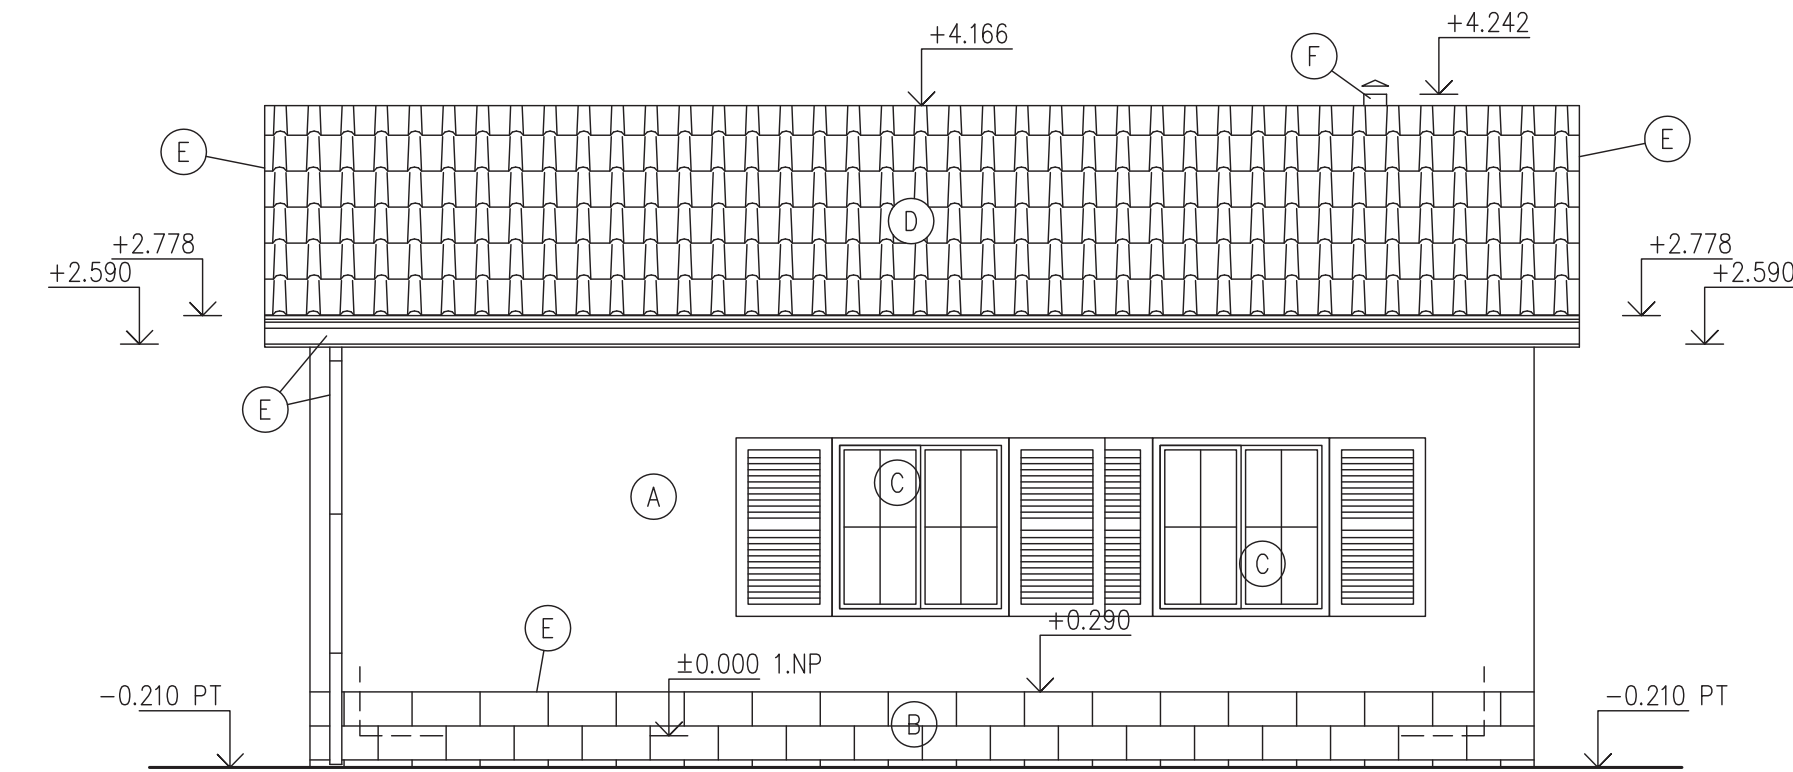 +4.242
+4.166
F
E
E
D
+2.778
+2.778
+2.590
+2.590
E
C
A
C
+0.290
E
±0.000 1.NP
-0.210 PT
-0.210 PT
B